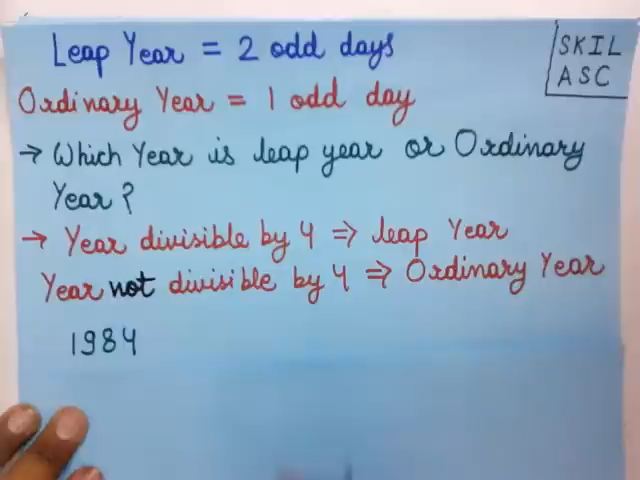 Leap Year = 2 odd days
SKIL
ASC
Ordinary Year = 1 odd day
→ Which Year is leap year or Ordinary
Year?
→ Year divisible by 4 ⇒ leap Year
Year not divisible by 4 ⇒ Ordinary Year
1984